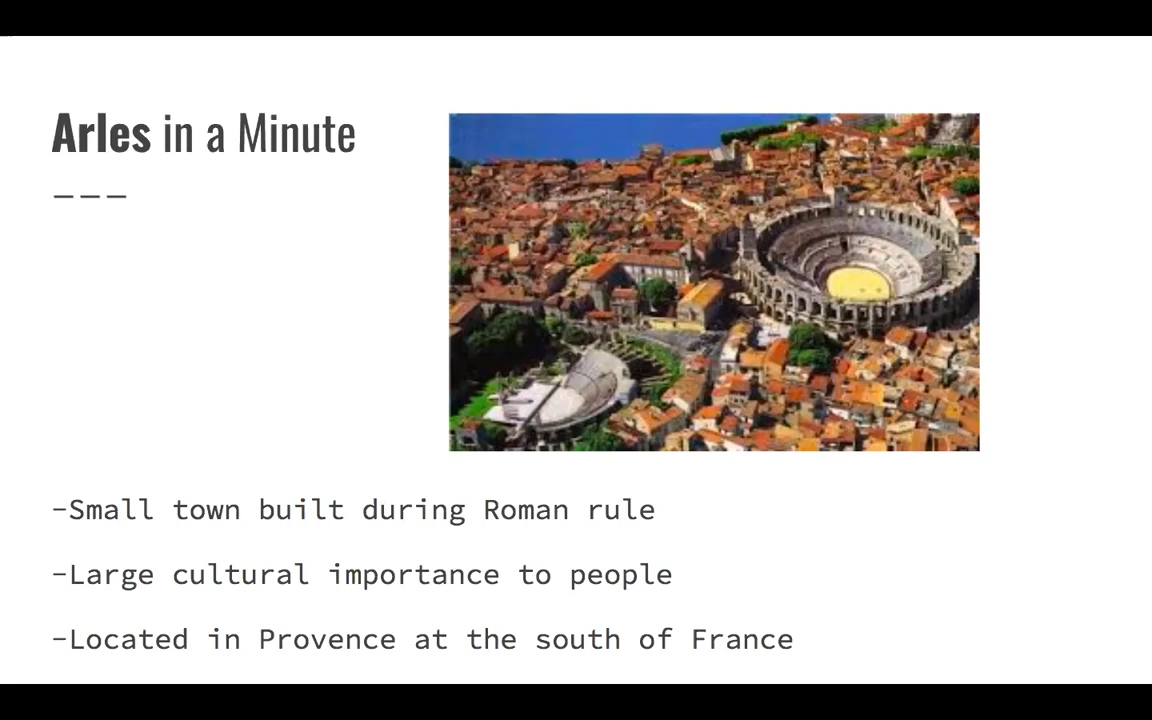 Arles in a Minute
-Small town built during Roman rule
-Large cultural importance to people
-Located in Provence at the south of France